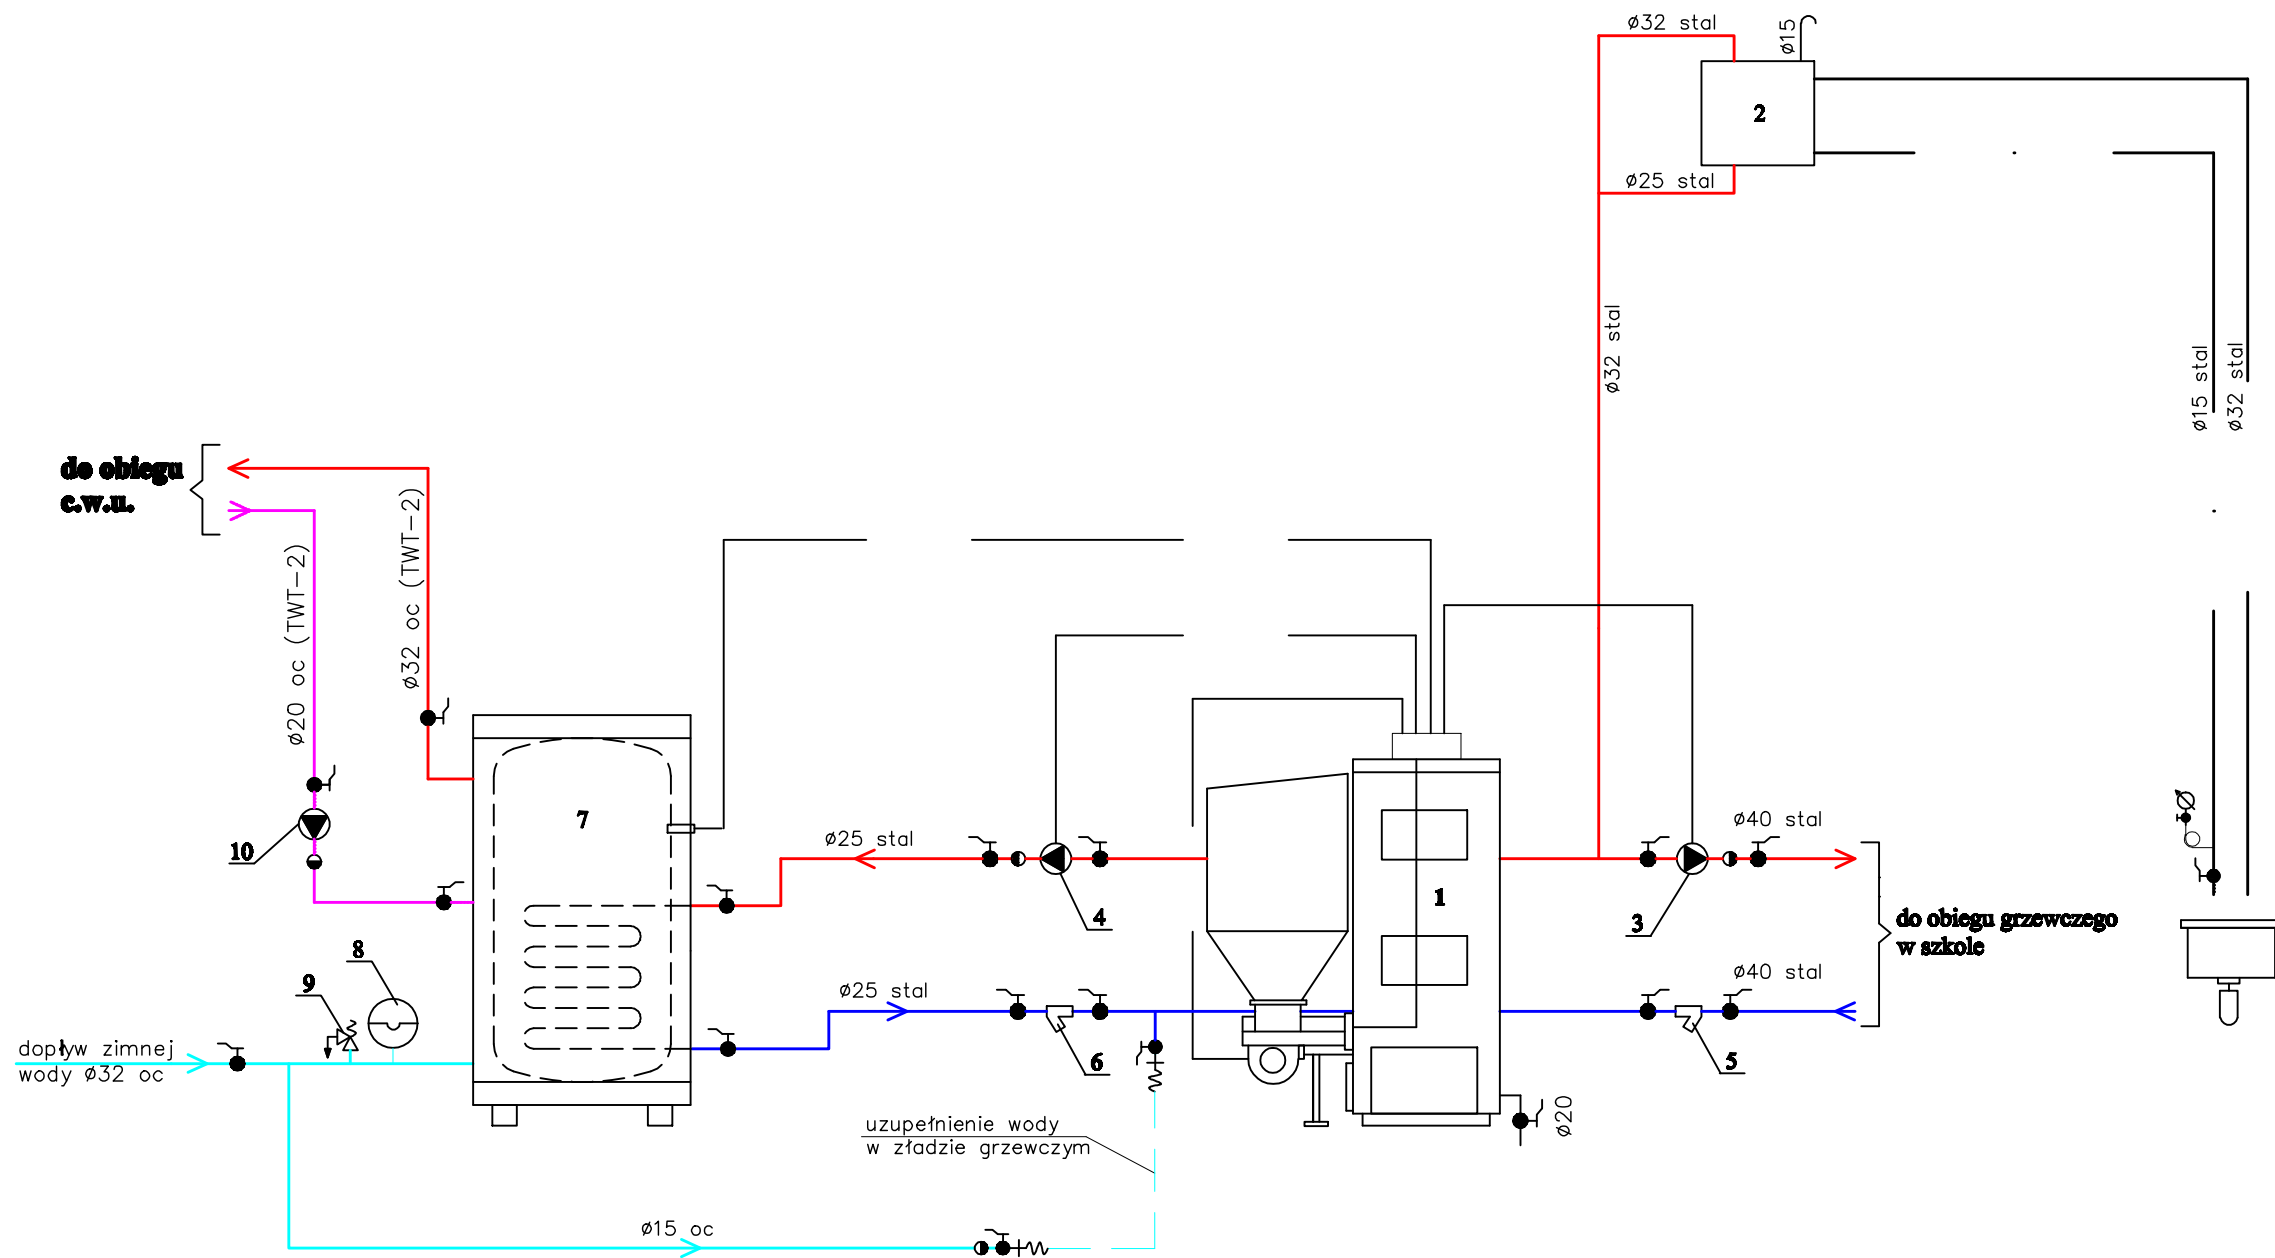 ø32 stal
ø15
2
ø25 stal
ø32 stal
ø15 stal
ø32 stal
do obiegu
c.w.u.
ø20 oc (TWT-2)
ø32 oc (TWT-2)
10
7
ø25 stal
4
1
ø40 stal
3
do obiegu grzewczego
w szkole
8
9
ø25 stal
6
ø40 stal
5
dopływ zimnej
wody ø32 oc
ø20
uzupełnienie wody
w zładzie grzewczym
ø15 oc